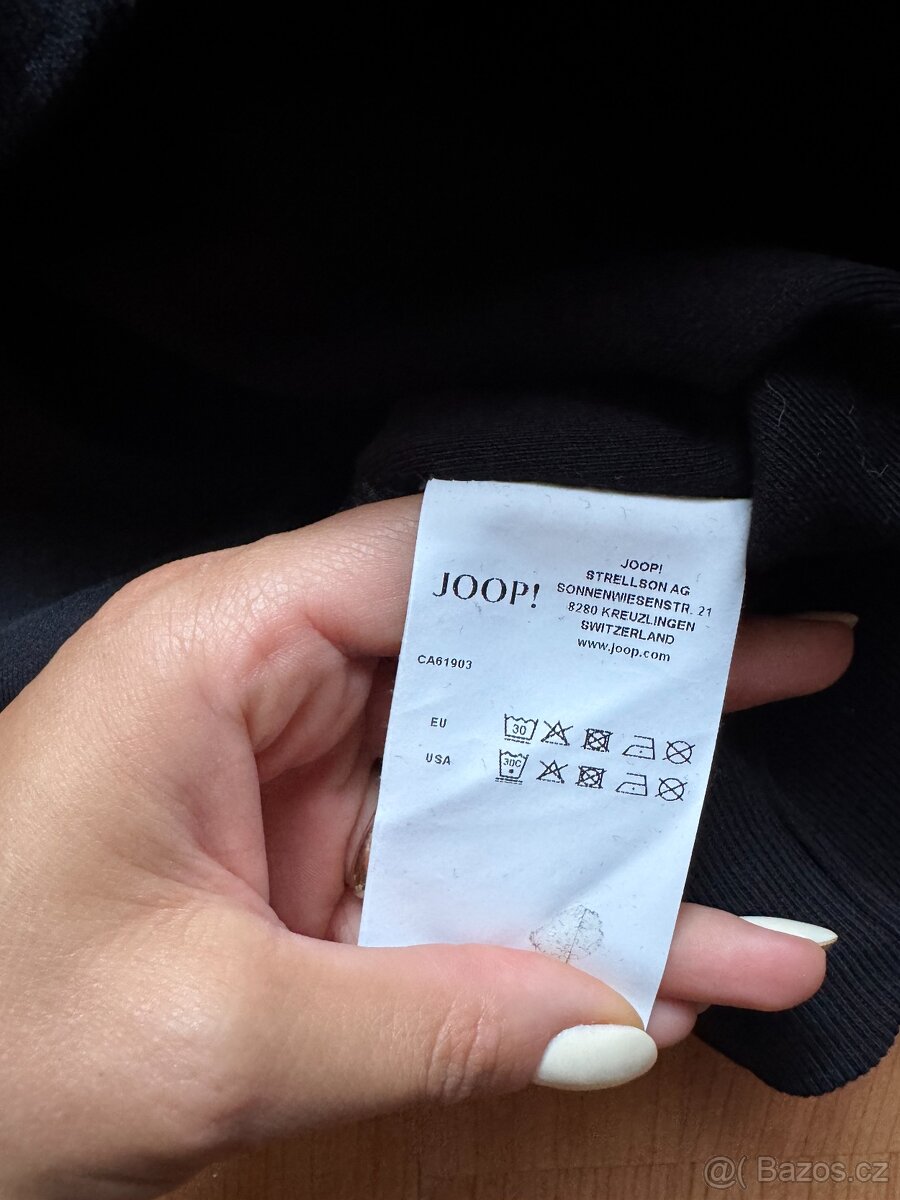 JOOP!
JOOP!
STRELLSON AG
SONNENWIESENSTR. 21
8280 KREUZLINGEN
SWITZERLAND
www.joop.com
CA61903
EU
30
USA
30C
@( Bazos.cz